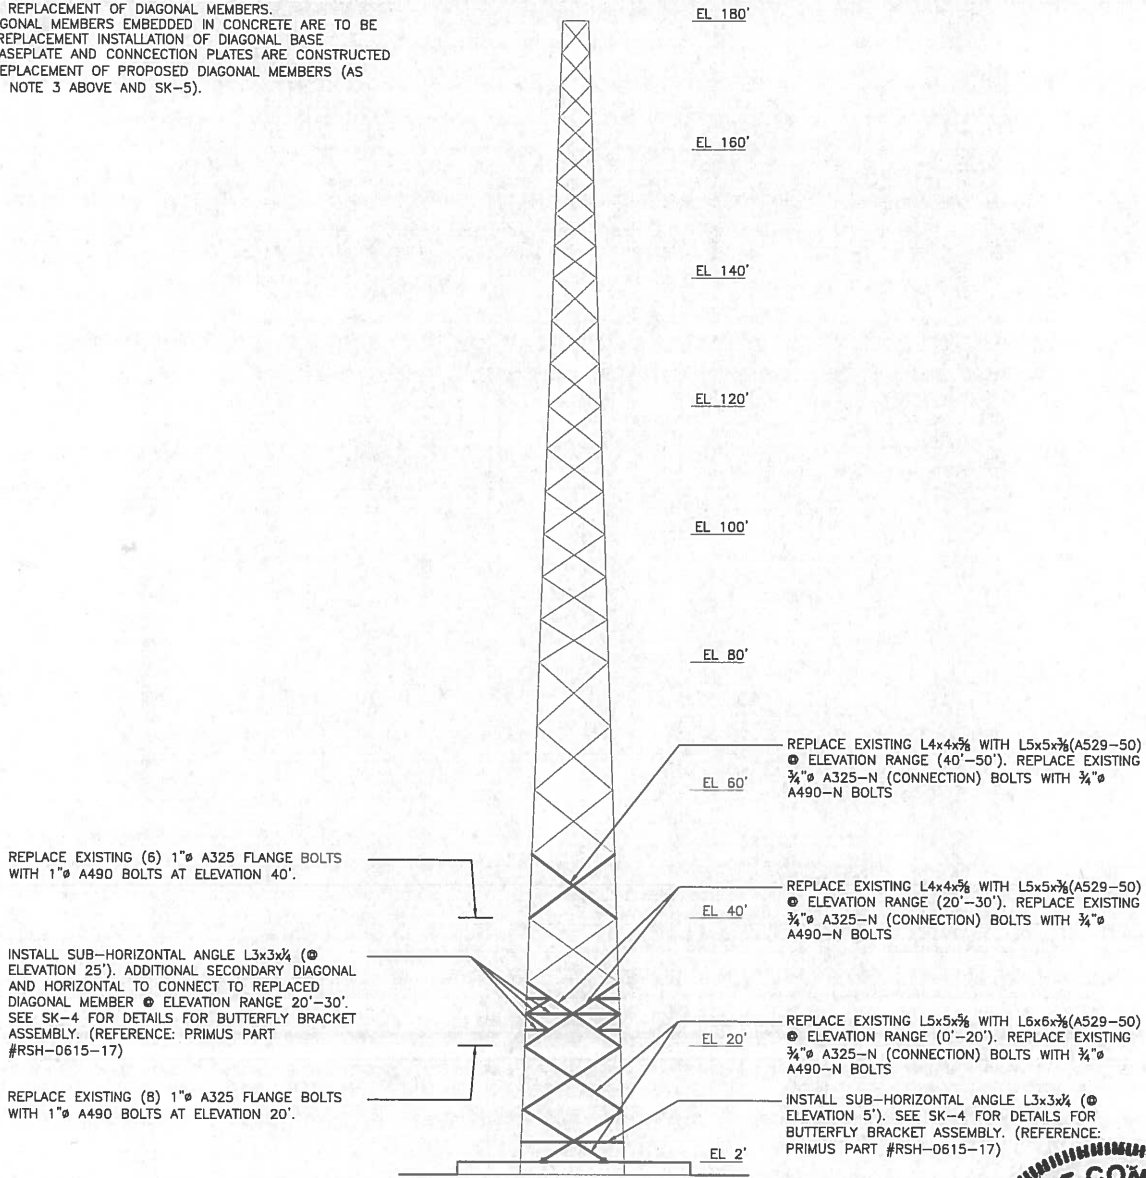 REPLACEMENT OF DIAGONAL MEMBERS.
GONAL MEMBERS EMBEDDED IN CONCRETE ARE TO BE
REPLACEMENT INSTALLATION OF DIAGONAL BASE
ASEPLATE AND CONNCECTION PLATES ARE CONSTRUCTED
EPLACEMENT OF PROPOSED DIAGONAL MEMBERS (AS
NOTE 3 ABOVE AND SK-5).
EL 180'
EL 160'
EL 140'
EL 120'
EL 100'
EL 80'
EL 60'
EL 40'
EL 20'
EL 2'
REPLACE EXISTING (6) 1"ø A325 FLANGE BOLTS
WITH 1"ø A490 BOLTS AT ELEVATION 40'.
INSTALL SUB-HORIZONTAL ANGLE L3x3x¼ (@
ELEVATION 25'). ADDITIONAL SECONDARY DIAGONAL
AND HORIZONTAL TO CONNECT TO REPLACED
DIAGONAL MEMBER @ ELEVATION RANGE 20'-30'.
SEE SK-4 FOR DETAILS FOR BUTTERFLY BRACKET
ASSEMBLY. (REFERENCE: PRIMUS PART
#RSH-0615-17)
REPLACE EXISTING (8) 1"ø A325 FLANGE BOLTS
WITH 1"ø A490 BOLTS AT ELEVATION 20'.
REPLACE EXISTING L4x4x⅝ WITH L5x5x⅜(A529-50)
@ ELEVATION RANGE (40'-50'). REPLACE EXISTING
¾"ø A325-N (CONNECTION) BOLTS WITH ¾"ø
A490-N BOLTS
REPLACE EXISTING L4x4x⅝ WITH L5x5x⅜(A529-50)
@ ELEVATION RANGE (20'-30'). REPLACE EXISTING
¾"ø A325-N (CONNECTION) BOLTS WITH ¾"ø
A490-N BOLTS
REPLACE EXISTING L5x5x⅝ WITH L6x6x⅜(A529-50)
@ ELEVATION RANGE (0'-20'). REPLACE EXISTING
¾"ø A325-N (CONNECTION) BOLTS WITH ¾"ø
A490-N BOLTS
INSTALL SUB-HORIZONTAL ANGLE L3x3x¼ (@
ELEVATION 5'). SEE SK-4 FOR DETAILS FOR
BUTTERFLY BRACKET ASSEMBLY. (REFERENCE:
PRIMUS PART #RSH-0615-17)